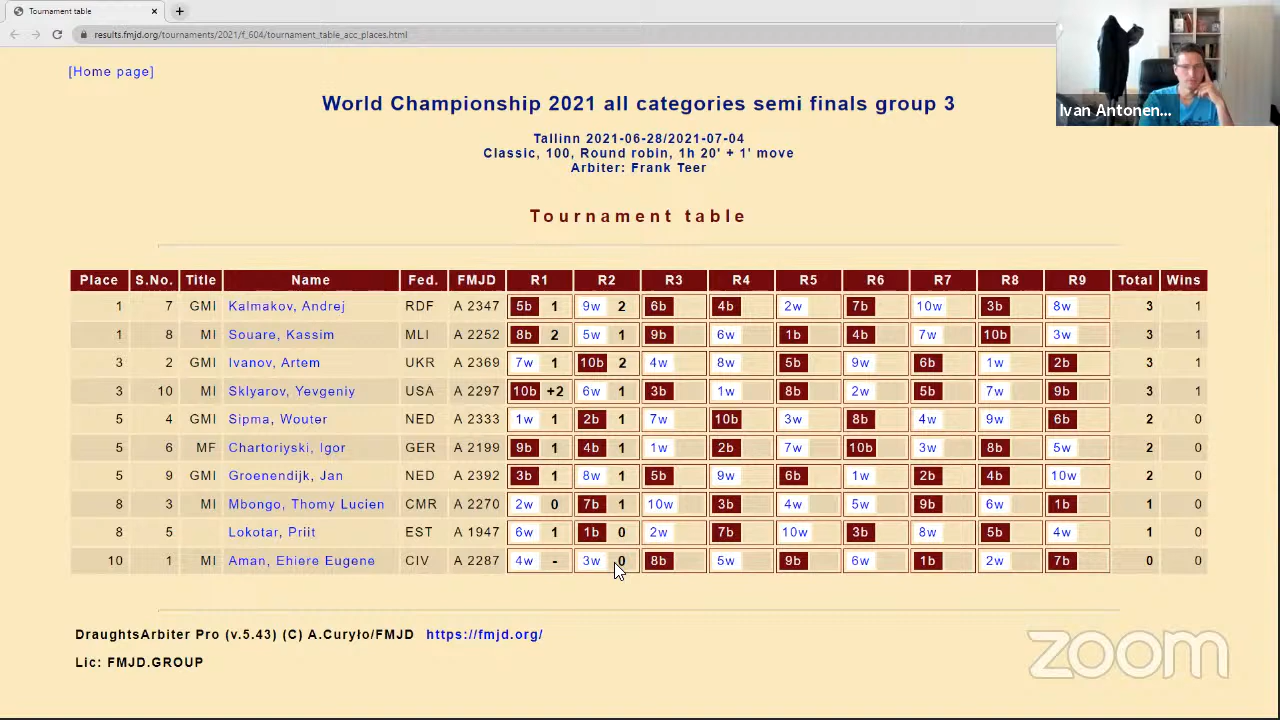 Tournament table
results.fmjd.org/tournaments/2021/f_604/tournament_table_acc_places.html
Ivan Antonen...
[Home page]
World Championship 2021 all categories semi finals group 3
Tallinn 2021-06-28/2021-07-04
Classic, 100, Round robin, 1h 20' + 1' move
Arbiter: Frank Teer
Tournament table
Place S.No. Title Name Fed. FMJD R1 R2 R3 R4 R5 R6 R7 R8 R9 Total Wins
1 7 GMI Kalmakov, Andrej RDF A 2347 5b 1 9w 2 6b 4b 2w 7b 10w 3b 8w 3 1
1 8 MI Souare, Kassim MLI A 2252 8b 2 5w 1 9b 6w 1b 4b 7w 10b 3w 3 1
3 2 GMI Ivanov, Artem UKR A 2369 7w 1 10b 2 4w 8w 5b 9w 6b 1w 2b 3 1
3 10 MI Sklyarov, Yevgeniy USA A 2297 10b +2 6w 1 3b 1w 8b 2w 5b 7w 9b 3 1
5 4 GMI Sipma, Wouter NED A 2333 1w 1 2b 1 7w 10b 3w 8b 4w 9w 6b 2 0
5 6 MF Chartoriyski, Igor GER A 2199 9b 1 4b 1 1w 2b 7w 10b 3w 8b 5w 2 0
5 9 GMI Groenendijk, Jan NED A 2392 3b 1 8w 1 5b 9w 6b 1w 2b 4b 10w 2 0
8 3 MI Mbongo, Thomy Lucien CMR A 2270 2w 0 7b 1 10w 3b 4w 5w 9b 6w 1b 1 0
8 5 Lokotar, Priit EST A 1947 6w 1 1b 0 2w 7b 10w 3b 8w 5b 4w 1 0
10 1 MI Aman, Ehiere Eugene CIV A 2287 4w - 3w 0 8b 5w 9b 6w 1b 2w 7b 0 0
DraughtsArbiter Pro (v.5.43) (C) A.Curyło/FMJD https://fmjd.org/
Lic: FMJD.GROUP
zoom